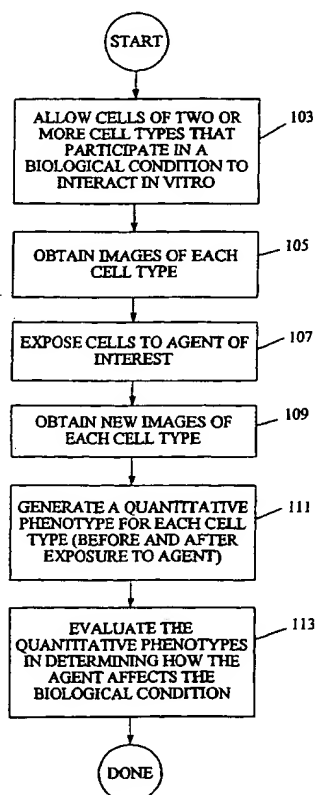 START
ALLOW CELLS OF TWO OR
MORE CELL TYPES THAT
PARTICIPATE IN A
BIOLOGICAL CONDITION TO
INTERACT IN VITRO
103
OBTAIN IMAGES OF EACH
CELL TYPE
105
EXPOSE CELLS TO AGENT OF
INTEREST
107
OBTAIN NEW IMAGES OF
EACH CELL TYPE
109
GENERATE A QUANTITATIVE
PHENOTYPE FOR EACH CELL
TYPE (BEFORE AND AFTER
EXPOSURE TO AGENT)
111
EVALUATE THE
QUANTITATIVE PHENOTYPES
IN DETERMINING HOW THE
AGENT AFFECTS THE
BIOLOGICAL CONDITION
113
DONE